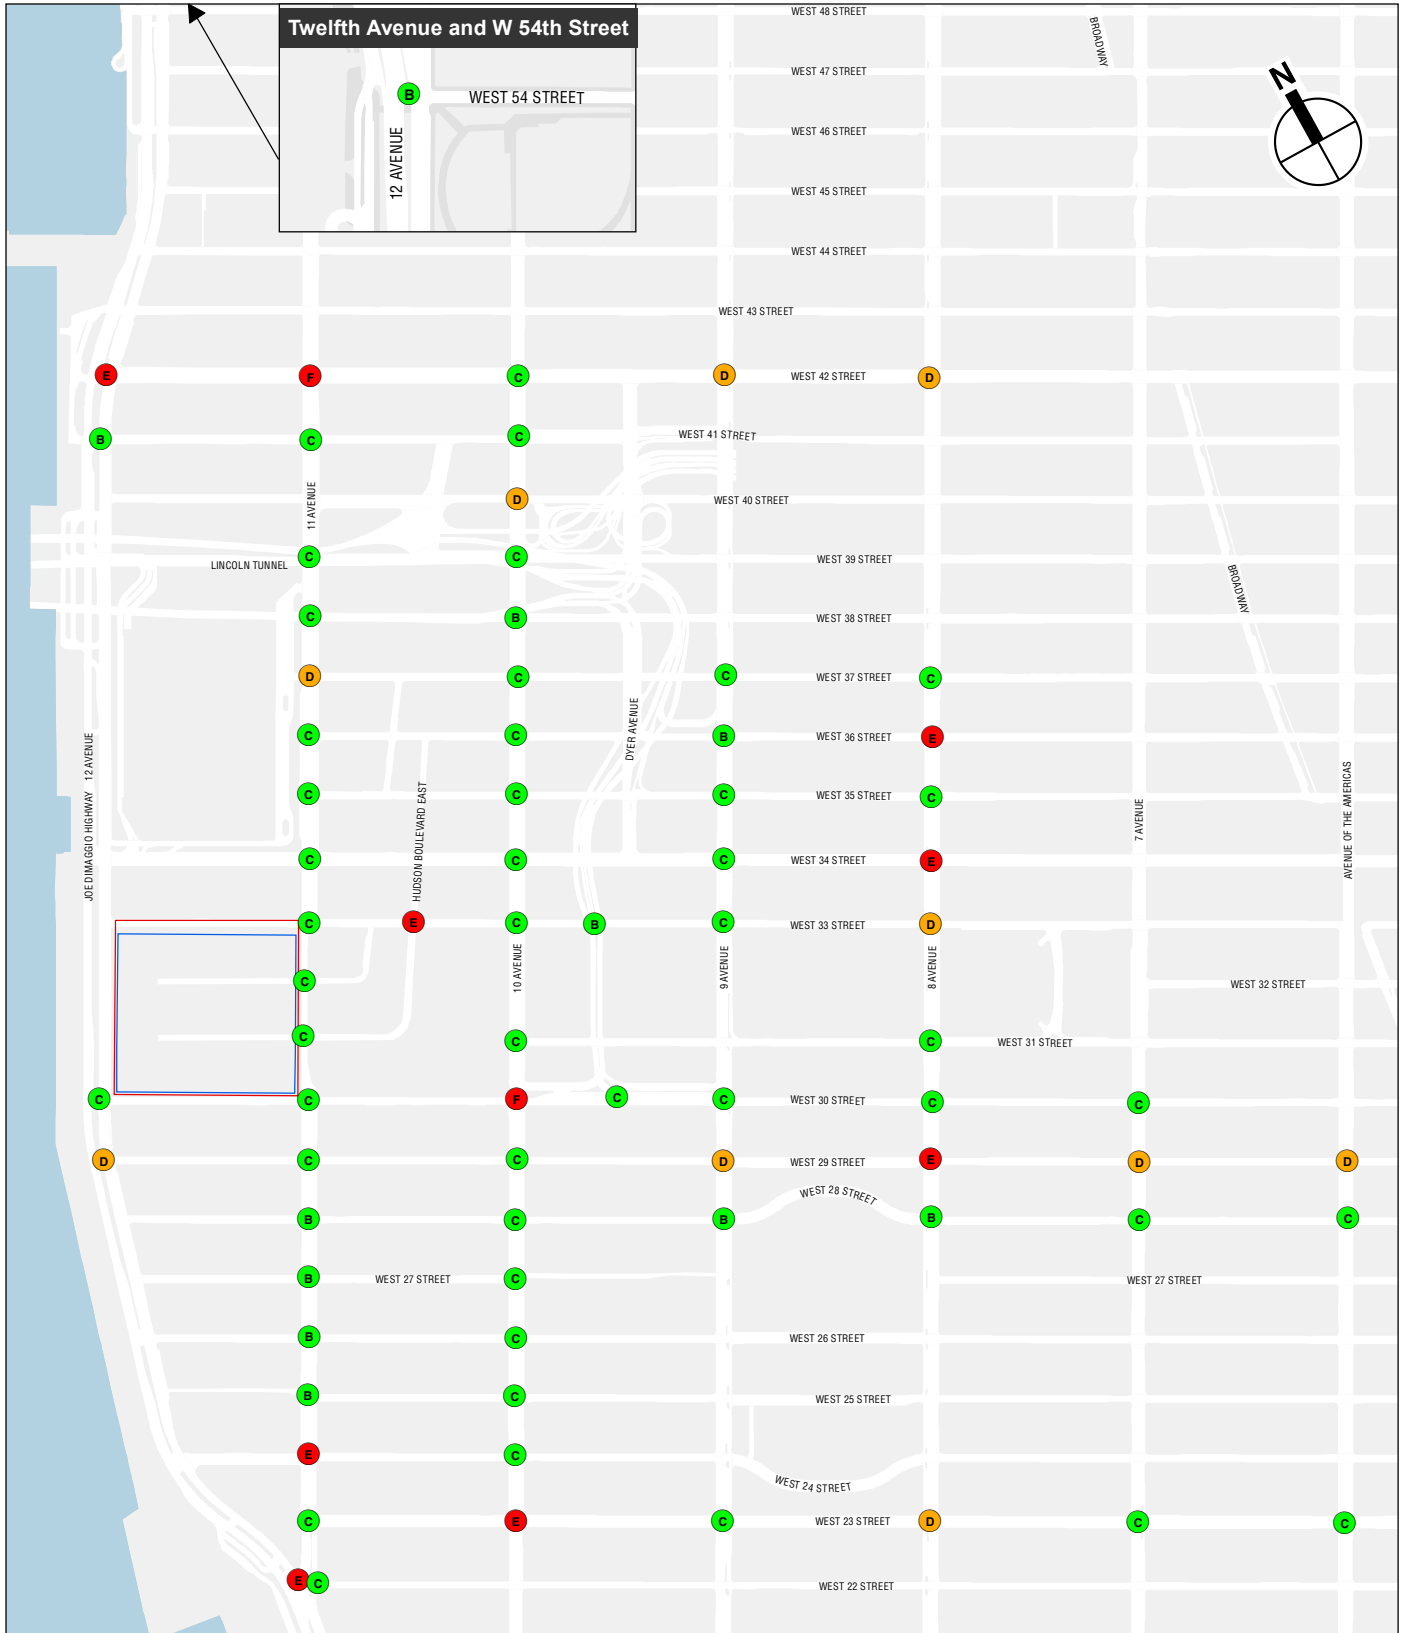 Twelfth Avenue and W 54th Street
B
WEST 54 STREET
12 AVENUE
WEST 48 STREET
BROADWAY
WEST 47 STREET
N
WEST 46 STREET
WEST 45 STREET
WEST 44 STREET
WEST 43 STREET
E
F
C
D
WEST 42 STREET
D
B
C
C
WEST 41 STREET
11 AVENUE
D
WEST 40 STREET
LINCOLN TUNNEL
C
C
WEST 39 STREET
BROADWAY
C
B
WEST 38 STREET
D
C
C
WEST 37 STREET
C
DYER AVENUE
C
C
B
WEST 36 STREET
E
JOE DIMAGGIO HIGHWAY 12 AVENUE
HUDSON BOULEVARD EAST
C
C
C
WEST 35 STREET
C
7 AVENUE
AVENUE OF THE AMERICAS
C
C
C
WEST 34 STREET
E
C
E
C
B
C
WEST 33 STREET
D
10 AVENUE
9 AVENUE
8 AVENUE
C
WEST 32 STREET
C
C
C
WEST 31 STREET
C
C
F
C
C
WEST 30 STREET
C
C
D
C
C
D
WEST 29 STREET
E
D
D
B
C
B
WEST 28 STREET
B
C
C
B
WEST 27 STREET
C
WEST 27 STREET
B
C
WEST 26 STREET
B
C
WEST 25 STREET
E
C
WEST 24 STREET
C
E
C
WEST 23 STREET
D
C
C
E
C
WEST 22 STREET